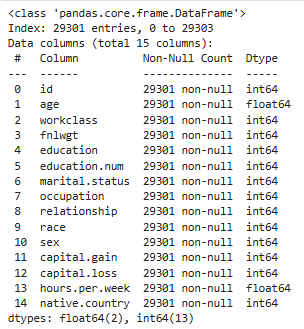 <class 'pandas.core.frame.DataFrame'>
Index: 29301 entries, 0 to 29303
Data columns (total 15 columns):
 #   Column          Non-Null Count  Dtype
---  ------          --------------  -----
 0   id              29301 non-null  int64
 1   age             29301 non-null  float64
 2   workclass       29301 non-null  int64
 3   fnlwgt          29301 non-null  int64
 4   education       29301 non-null  int64
 5   education.num   29301 non-null  int64
 6   marital.status  29301 non-null  int64
 7   occupation      29301 non-null  int64
 8   relationship    29301 non-null  int64
 9   race            29301 non-null  int64
 10  sex             29301 non-null  int64
 11  capital.gain    29301 non-null  int64
 12  capital.loss    29301 non-null  int64
 13  hours.per.week  29301 non-null  float64
 14  native.country  29301 non-null  int64
dtypes: float64(2), int64(13)